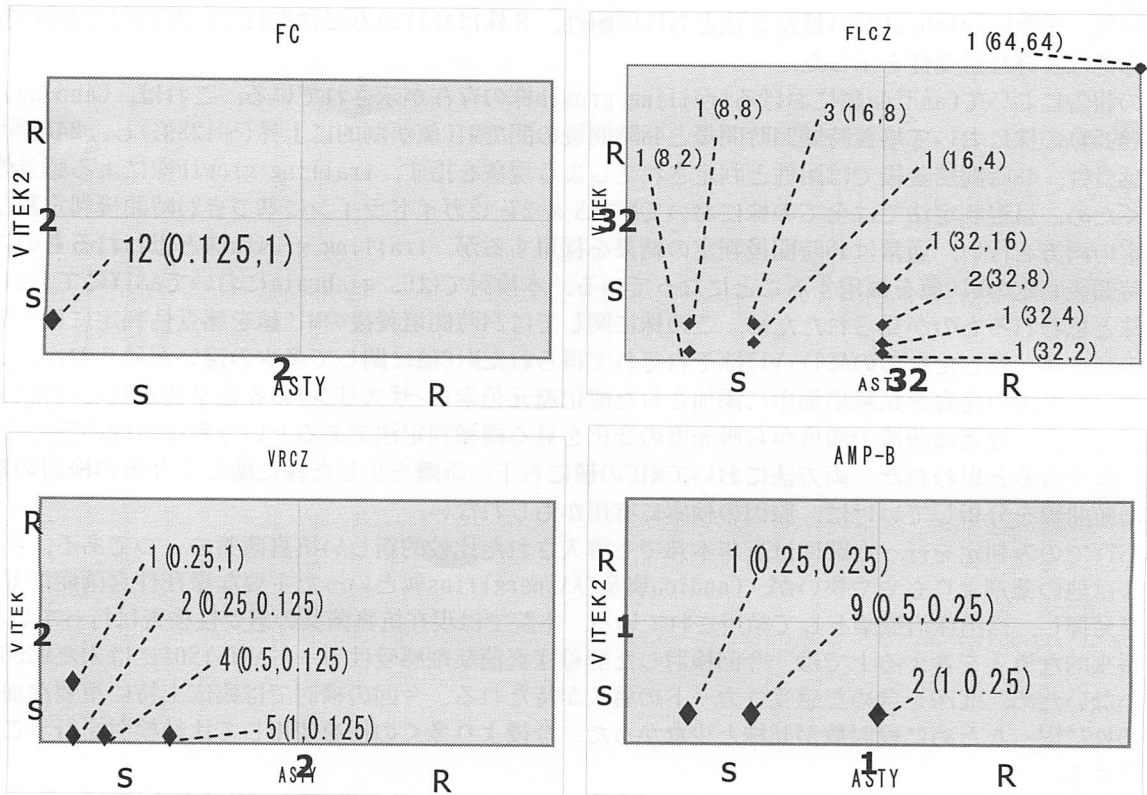 FC
R
VITEK2
2
S
12 (0.125,1)
S
2
ASTY
R
FLCZ
1 (64,64)
1 (8,8)
3 (16,8)
R
1 (8,2)
1 (16,4)
VITEK
32
1 (32,16)
2 (32,8)
S
1 (32,4)
1 (32,2)
S
AST
32
R
VRCZ
R
1 (0.25,1)
VITEK
2
2 (0.25,0.125)
4 (0.5,0.125)
S
5 (1,0.125)
S
2
ASTY
R
AMP-B
R
1 (0.25,0.25)
VITEK2
1
9 (0.5,0.25)
S
2 (1,0.25)
S
1
ASTY
R